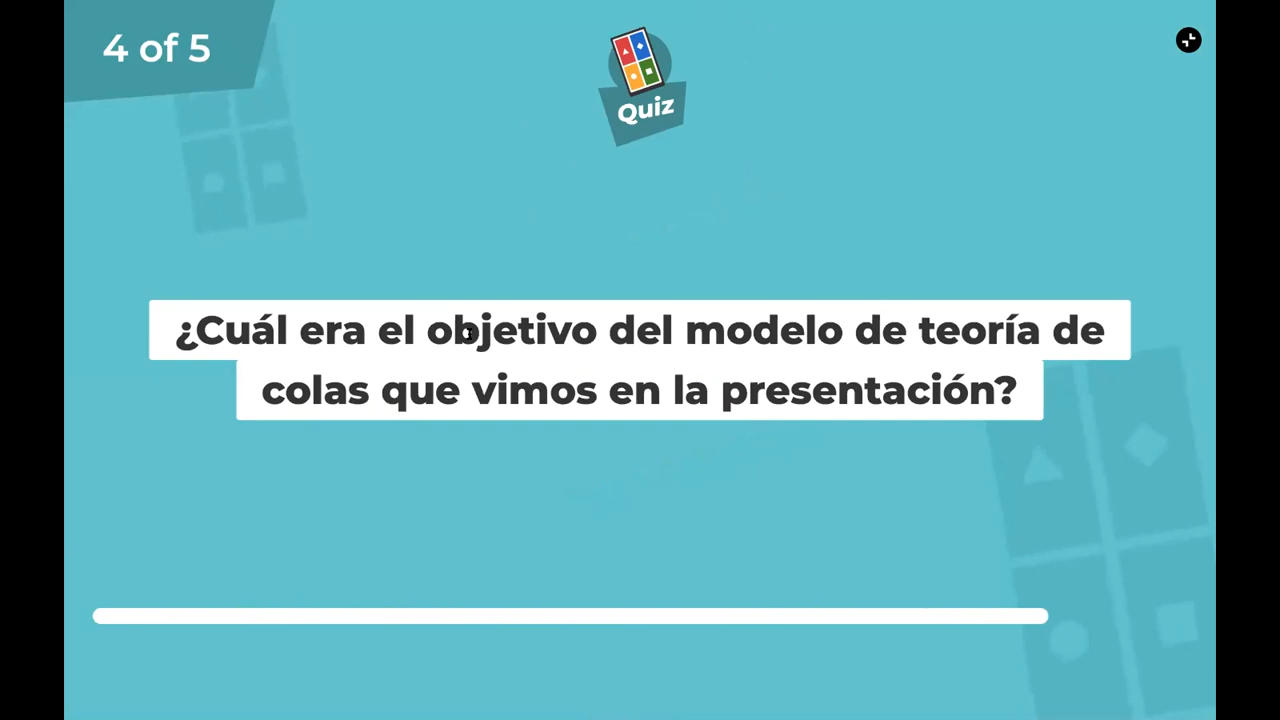 4 of 5
Quiz
¿Cuál era el objetivo del modelo de teoría de
colas que vimos en la presentación?